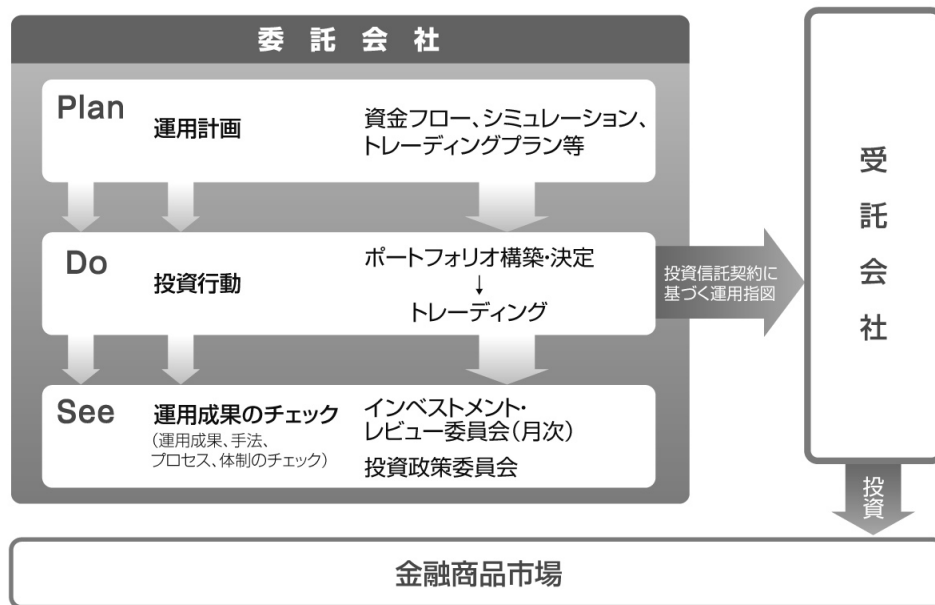 委託会社
Plan
運用計画
資金フロー、シミュレーション、
トレーディングプラン等
Do
投資行動
ポートフォリオ構築・決定
↓
トレーディング
See
運用成果のチェック
(運用成果、手法、
プロセス、体制のチェック)
インベストメント・
レビュー委員会(月次)
投資政策委員会
投資信託契約に
基づく運用指図
受託会社
投資
金融商品市場